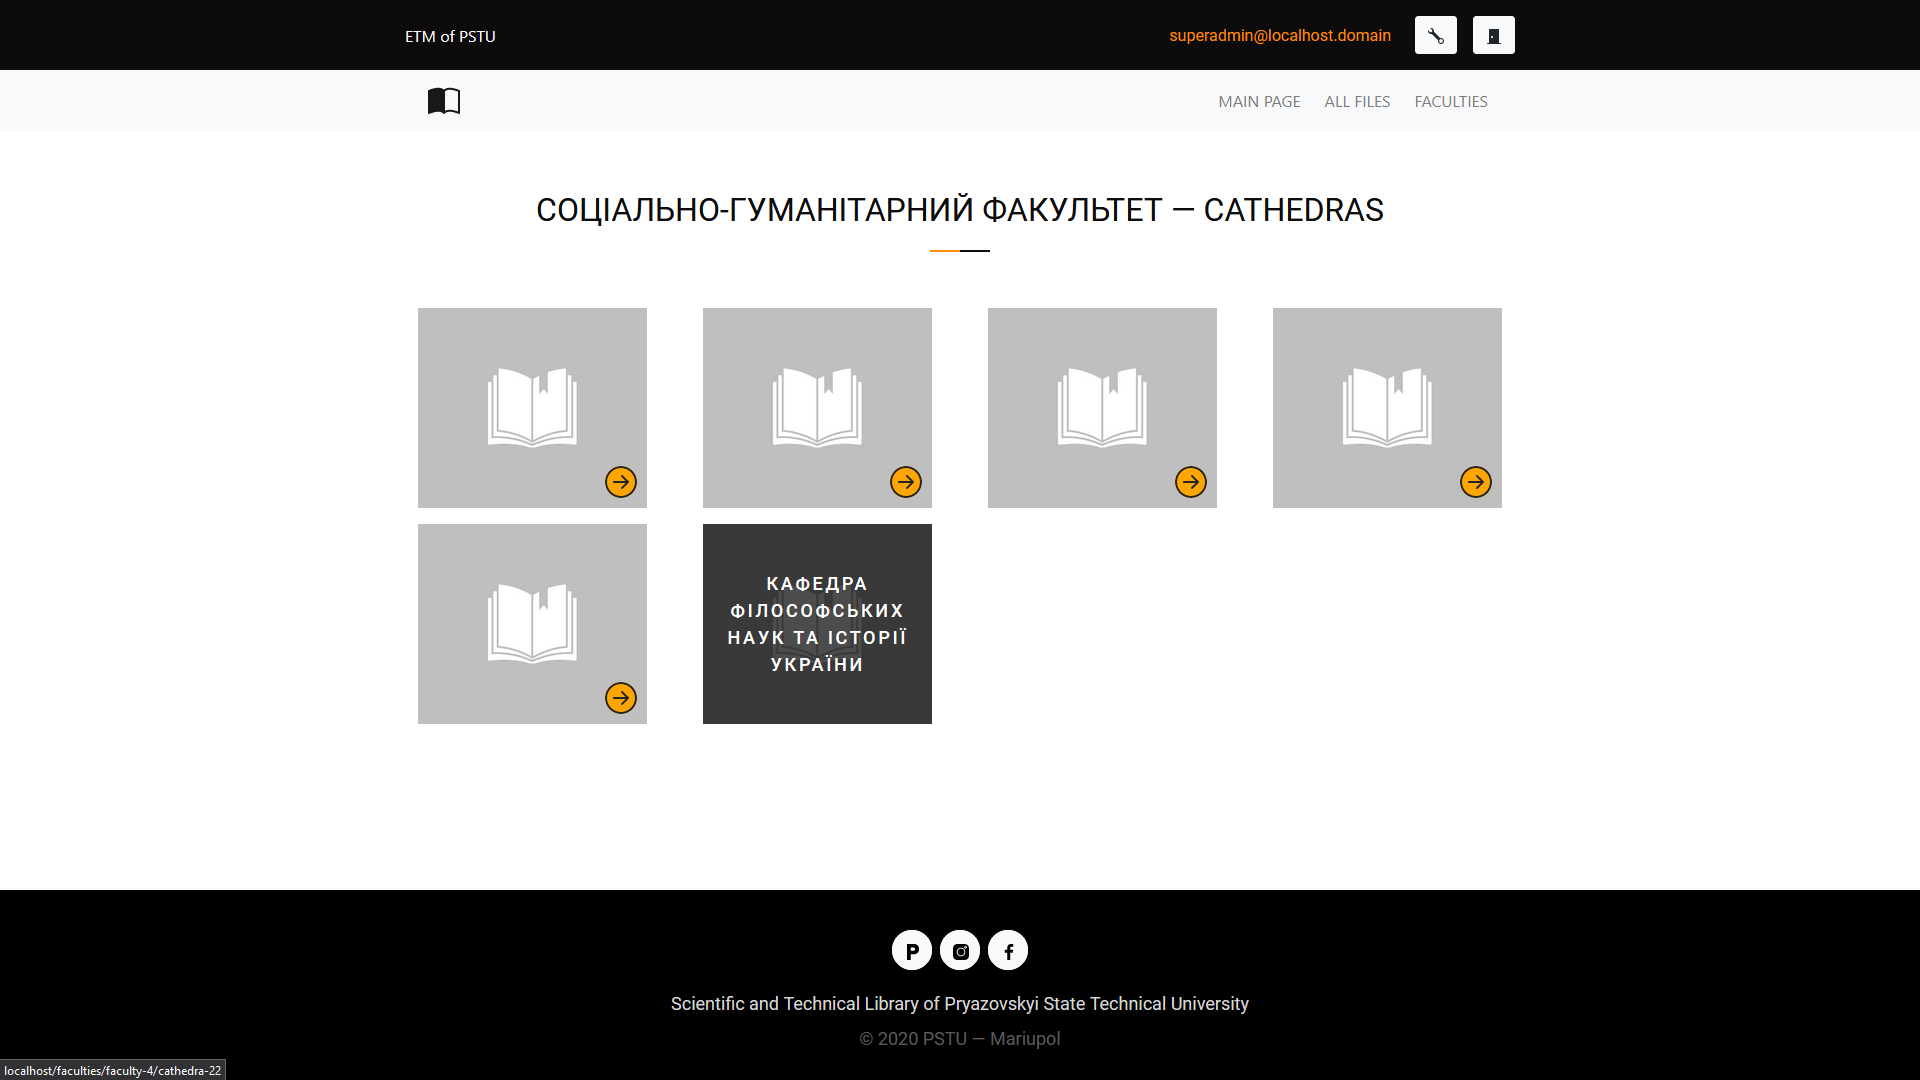 ETM of PSTU
superadmin@localhost.domain
MAIN PAGE
ALL FILES
FACULTIES
СОЦІАЛЬНО-ГУМАНІТАРНИЙ ФАКУЛЬТЕТ — CATHEDRAS
КАФЕДРА
ФІЛОСОФСЬКИХ
НАУК ТА ІСТОРІЇ
УКРАЇНИ
Scientific and Technical Library of Pryazovskyi State Technical University
© 2020 PSTU — Mariupol
localhost/faculties/faculty-4/cathedra-22